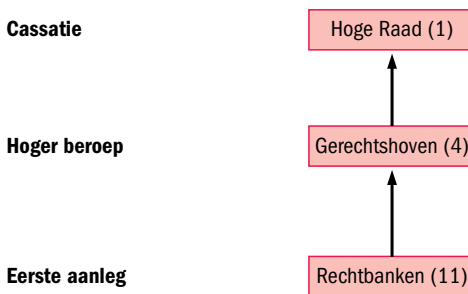 Cassatie Hoge Raad (1)
Hoger beroep Gerechtshoven (4)
Eerste aanleg Rechtbanken (11)